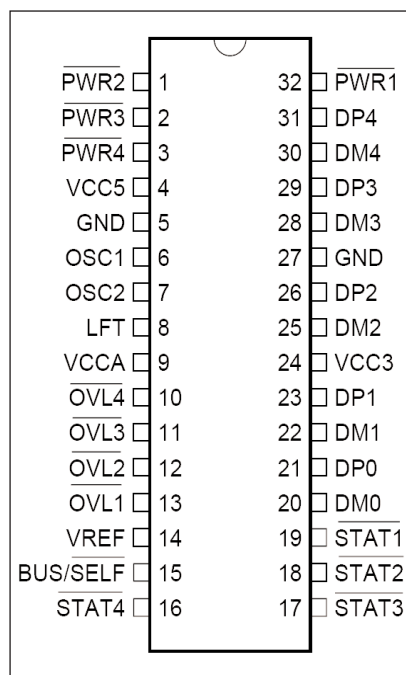 PWR2 1 32 PWR1
PWR3 2 31 DP4
PWR4 3 30 DM4
VCC5 4 29 DP3
GND 5 28 DM3
OSC1 6 27 GND
OSC2 7 26 DP2
LFT 8 25 DM2
VCCA 9 24 VCC3
OVL4 10 23 DP1
OVL3 11 22 DM1
OVL2 12 21 DP0
OVL1 13 20 DM0
VREF 14 19 STAT1
BUS/SELF 15 18 STAT2
STAT4 16 17 STAT3